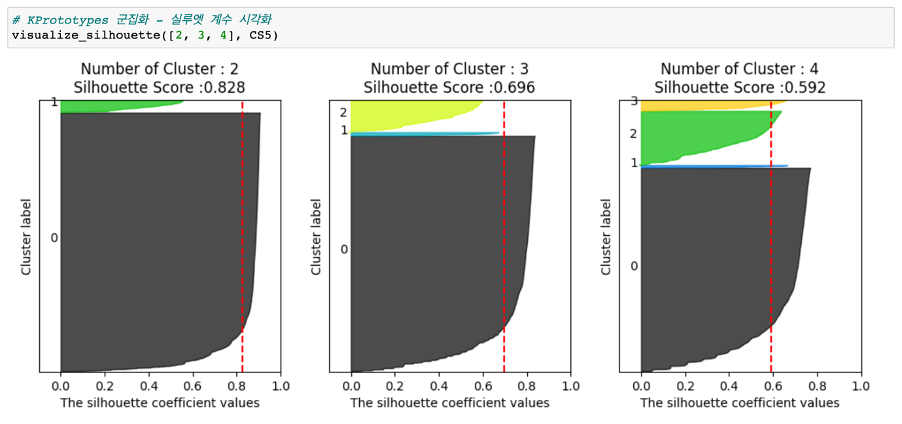 # KPrototypes 군집화 - 실루엣 계수 시각화
visualize_silhouette([2, 3, 4], CS5)
Number of Cluster : 2
Silhouette Score :0.828
1
0
Cluster label
0.0 0.2 0.4 0.6 0.8 1.0
The silhouette coefficient values
Number of Cluster : 3
Silhouette Score :0.696
2
1
0
Cluster label
0.0 0.2 0.4 0.6 0.8 1.0
The silhouette coefficient values
Number of Cluster : 4
Silhouette Score :0.592
3
2
1
0
Cluster label
0.0 0.2 0.4 0.6 0.8 1.0
The silhouette coefficient values